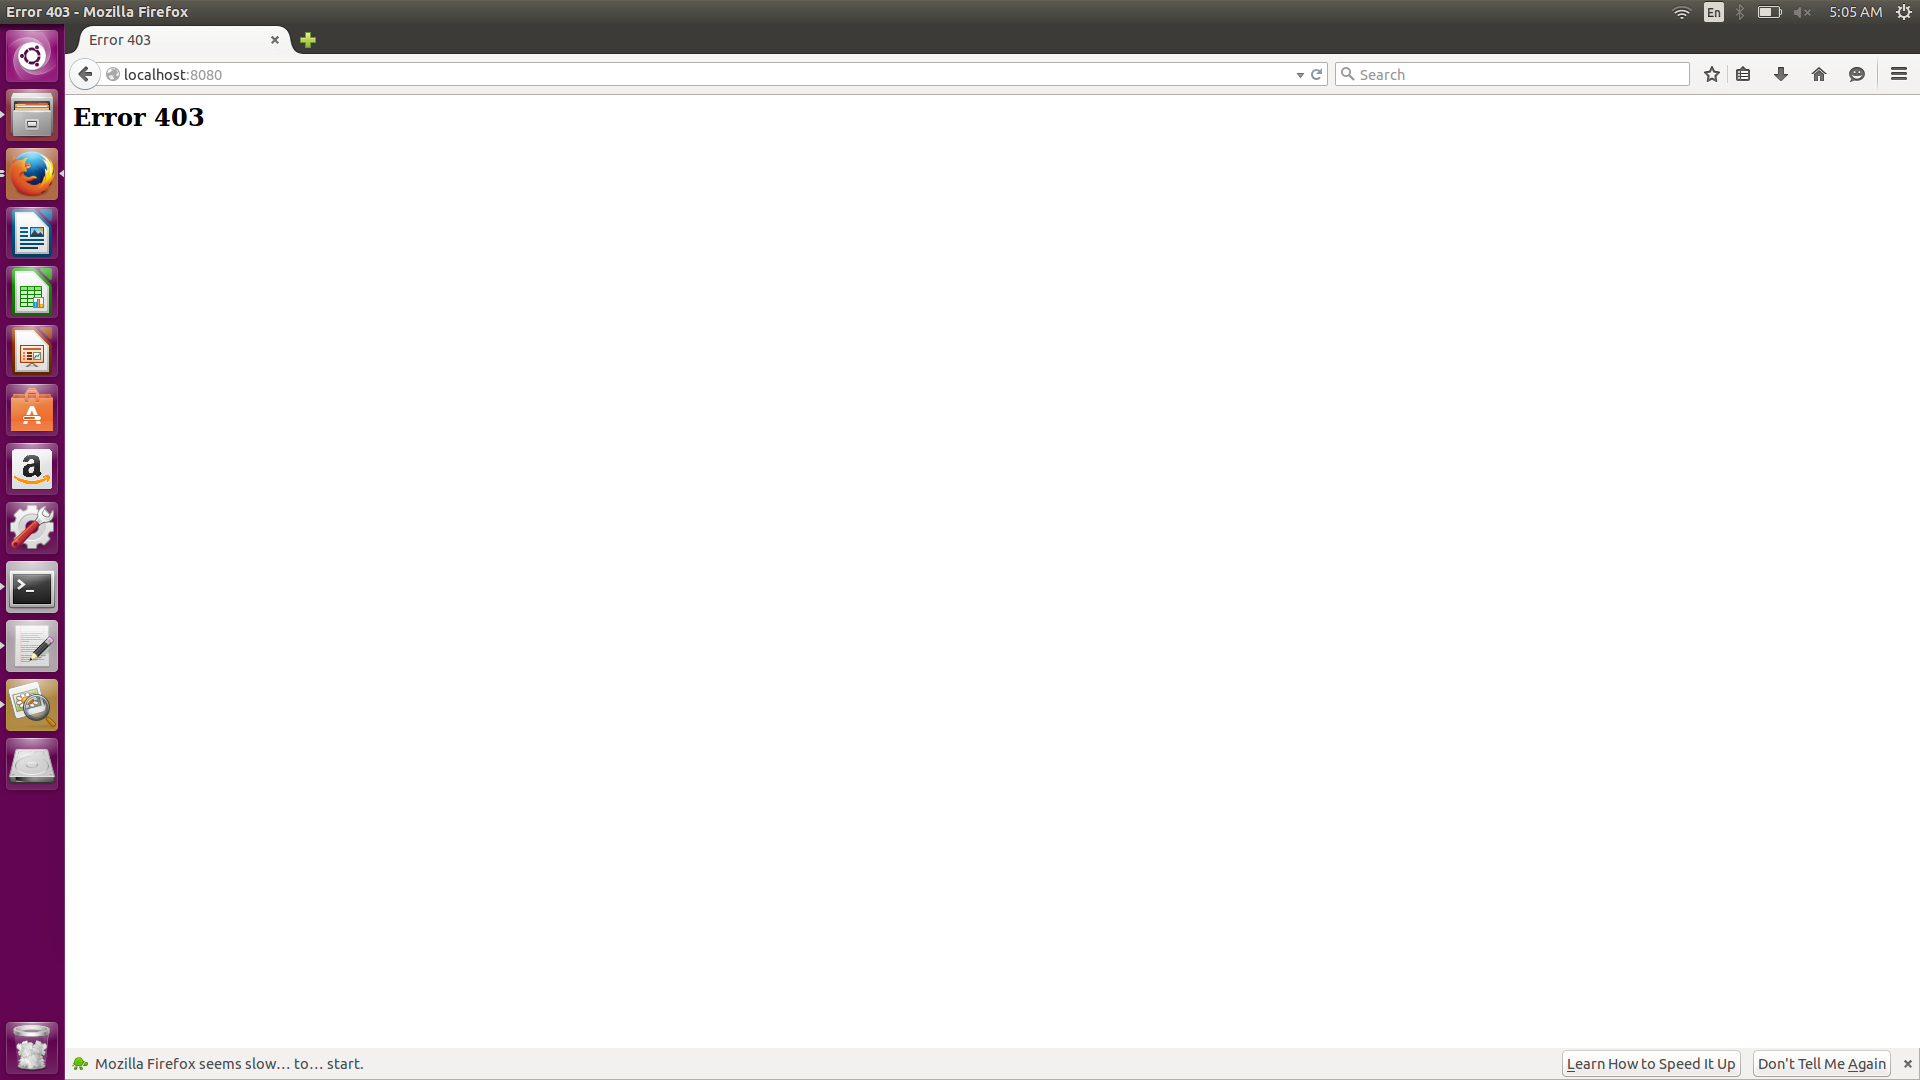 Error 403 - Mozilla Firefox
En
5:05 AM
Error 403
localhost:8080
Search
Error 403
Mozilla Firefox seems slow... to... start.
Learn How to Speed It Up
Don't Tell Me Again